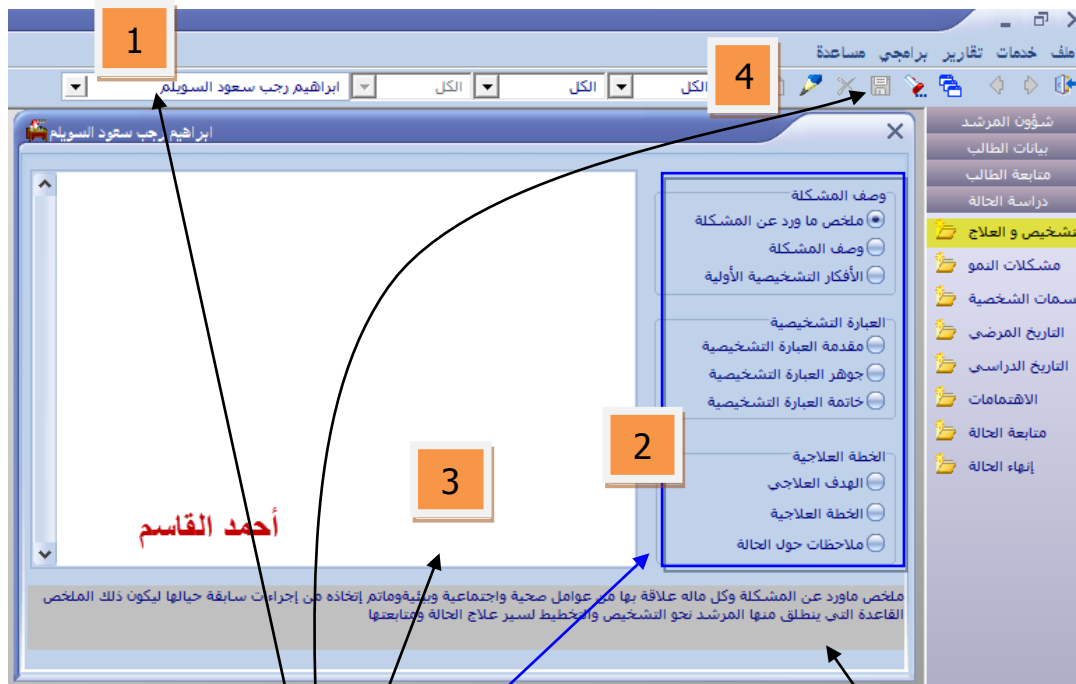 1
ملف خدمات تقارير برامجي مساعدة
4
الكل
الكل
الكل
ابراهيم رجب سعود السويلم
ابراهيم رجب سعود السويلم
شؤون المرشد
بيانات الطالب
متابعة الطالب
دراسة الحالة
التشخيص و العلاج
مشكلات النمو
سمات الشخصية
التاريخ المرضي
التاريخ الدراسي
الاهتمامات
متابعة الحالة
إنهاء الحالة
وصف المشكلة
ملخص ما ورد عن المشكلة
وصف المشكلة
الأفكار التشخيصية الأولية
العبارة التشخيصية
مقدمة العبارة التشخيصية
جوهر العبارة التشخيصية
خاتمة العبارة التشخيصية
2
الخطة العلاجية
الهدف العلاجي
الخطة العلاجية
ملاحظات حول الحالة
3
أحمد القاسم
ملخص ماورد عن المشكلة وكل ماله علاقة بها من عوامل صحية واجتماعية وبيئيةوماتم إتخاذه من إجراءات سابقة حيالها ليكون ذلك الملخص
القاعدة التي ينطلق منها المرشد نحو التشخيص والتخطيط لسير علاج الحالة ومتابعتها